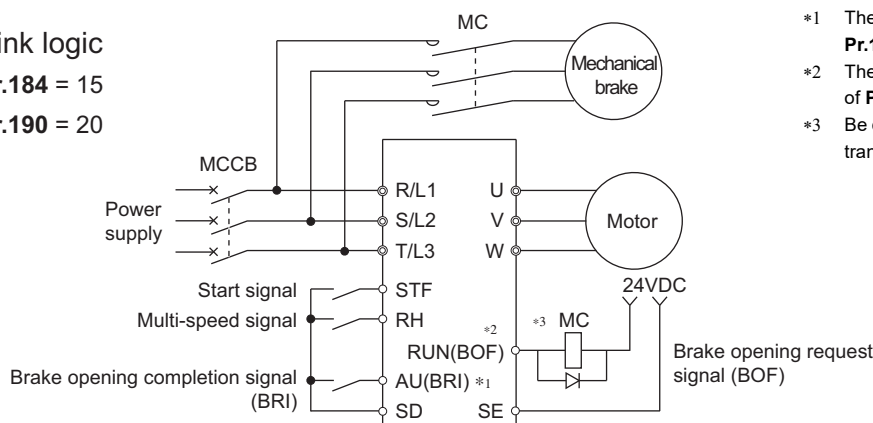 ink logic
r.184 = 15
r.190 = 20
MC
Mechanical
brake
*1 The
Pr.1
*2 The
of P
*3 Be
tran
MCCB
Power
supply
R/L1
S/L2
T/L3
U
V
W
Motor
24VDC
Start signal
STF
Multi-speed signal
RH
*2
*3 MC
RUN(BOF)
Brake opening request
signal (BOF)
Brake opening completion signal
(BRI)
AU(BRI) *1
SD
SE